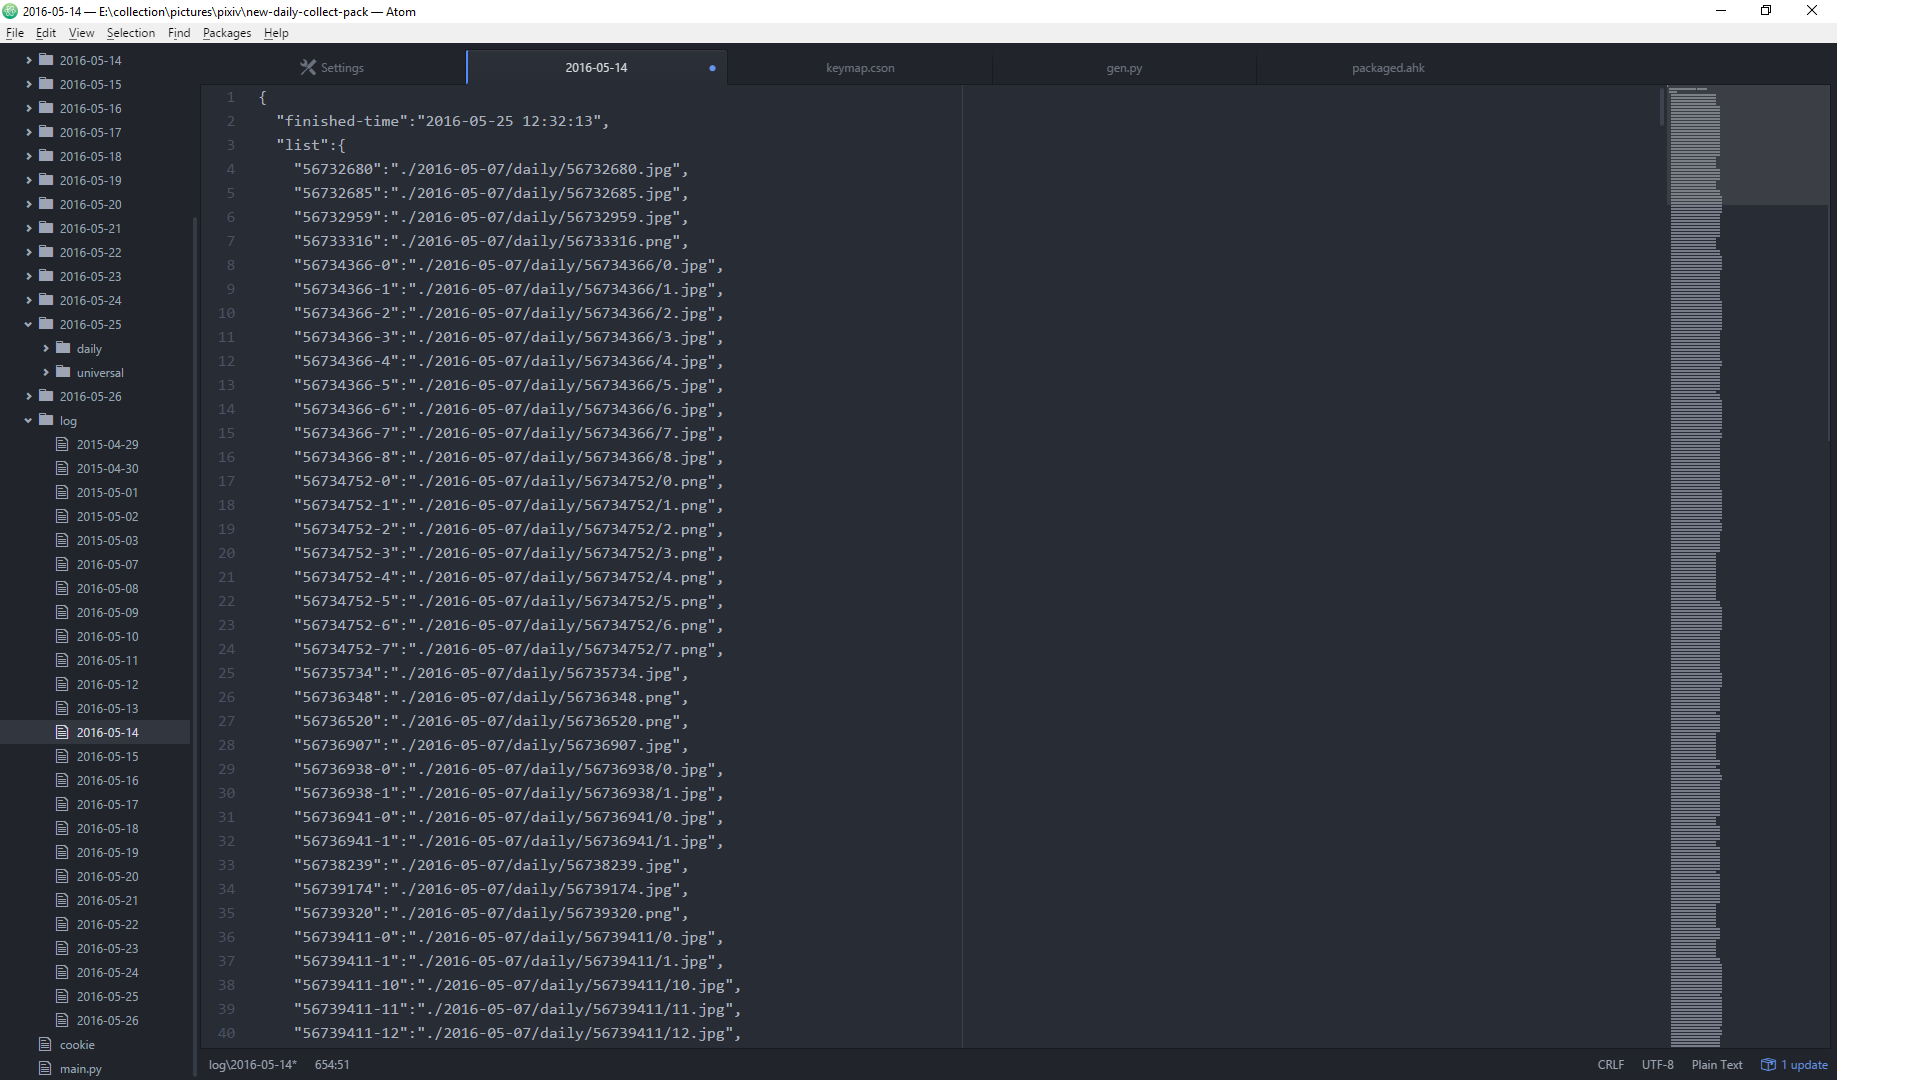 2016-05-14 — E:\collection\pictures\pixiv\new-daily-collect-pack — Atom
File Edit View Selection Find Packages Help
2016-05-14
2016-05-15
2016-05-16
2016-05-17
2016-05-18
2016-05-19
2016-05-20
2016-05-21
2016-05-22
2016-05-23
2016-05-24
2016-05-25
daily
universal
2016-05-26
log
2015-04-29
2015-04-30
2015-05-01
2015-05-02
2015-05-03
2016-05-07
2016-05-08
2016-05-09
2016-05-10
2016-05-11
2016-05-12
2016-05-13
2016-05-14
2016-05-15
2016-05-16
2016-05-17
2016-05-18
2016-05-19
2016-05-20
2016-05-21
2016-05-22
2016-05-23
2016-05-24
2016-05-25
2016-05-26
cookie
main.py
Settings 2016-05-14 keymap.cson gen.py packaged.ahk
1 {
2 "finished-time":"2016-05-25 12:32:13",
3 "list":{
4 "56732680":"./2016-05-07/daily/56732680.jpg",
5 "56732685":"./2016-05-07/daily/56732685.jpg",
6 "56732959":"./2016-05-07/daily/56732959.jpg",
7 "56733316":"./2016-05-07/daily/56733316.png",
8 "56734366-0":"./2016-05-07/daily/56734366/0.jpg",
9 "56734366-1":"./2016-05-07/daily/56734366/1.jpg",
10 "56734366-2":"./2016-05-07/daily/56734366/2.jpg",
11 "56734366-3":"./2016-05-07/daily/56734366/3.jpg",
12 "56734366-4":"./2016-05-07/daily/56734366/4.jpg",
13 "56734366-5":"./2016-05-07/daily/56734366/5.jpg",
14 "56734366-6":"./2016-05-07/daily/56734366/6.jpg",
15 "56734366-7":"./2016-05-07/daily/56734366/7.jpg",
16 "56734366-8":"./2016-05-07/daily/56734366/8.jpg",
17 "56734752-0":"./2016-05-07/daily/56734752/0.png",
18 "56734752-1":"./2016-05-07/daily/56734752/1.png",
19 "56734752-2":"./2016-05-07/daily/56734752/2.png",
20 "56734752-3":"./2016-05-07/daily/56734752/3.png",
21 "56734752-4":"./2016-05-07/daily/56734752/4.png",
22 "56734752-5":"./2016-05-07/daily/56734752/5.png",
23 "56734752-6":"./2016-05-07/daily/56734752/6.png",
24 "56734752-7":"./2016-05-07/daily/56734752/7.png",
25 "56735734":"./2016-05-07/daily/56735734.jpg",
26 "56736348":"./2016-05-07/daily/56736348.png",
27 "56736520":"./2016-05-07/daily/56736520.png",
28 "56736907":"./2016-05-07/daily/56736907.jpg",
29 "56736938-0":"./2016-05-07/daily/56736938/0.jpg",
30 "56736938-1":"./2016-05-07/daily/56736938/1.jpg",
31 "56736941-0":"./2016-05-07/daily/56736941/0.jpg",
32 "56736941-1":"./2016-05-07/daily/56736941/1.jpg",
33 "56738239":"./2016-05-07/daily/56738239.jpg",
34 "56739174":"./2016-05-07/daily/56739174.jpg",
35 "56739320":"./2016-05-07/daily/56739320.png",
36 "56739411-0":"./2016-05-07/daily/56739411/0.jpg",
37 "56739411-1":"./2016-05-07/daily/56739411/1.jpg",
38 "56739411-10":"./2016-05-07/daily/56739411/10.jpg",
39 "56739411-11":"./2016-05-07/daily/56739411/11.jpg",
40 "56739411-12":"./2016-05-07/daily/56739411/12.jpg",
log\2016-05-14* 654:51 CRLF UTF-8 Plain Text 1 update